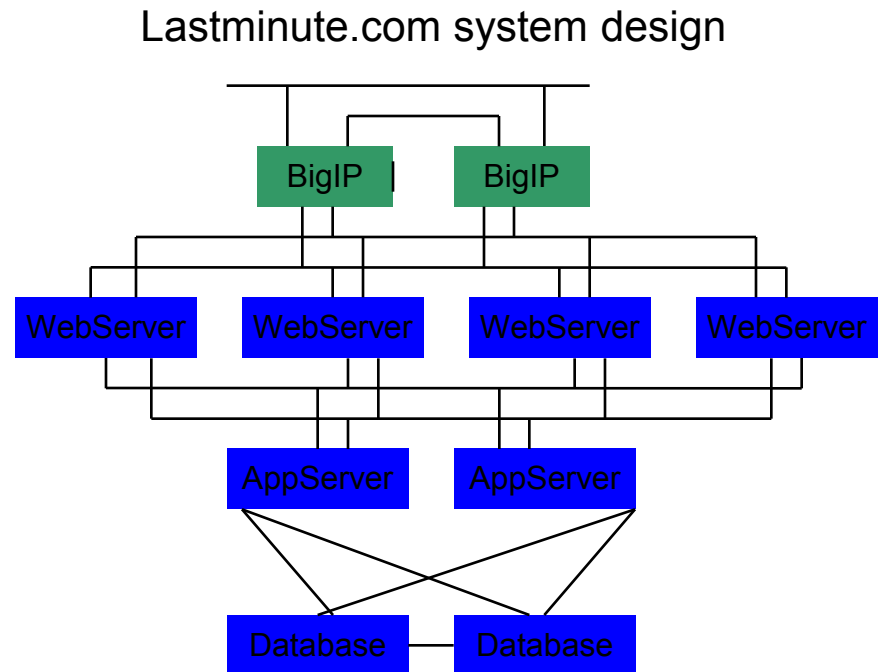 Lastminute.com system design
BigIP BigIP
WebServer WebServer WebServer WebServer
AppServer AppServer
Database Database